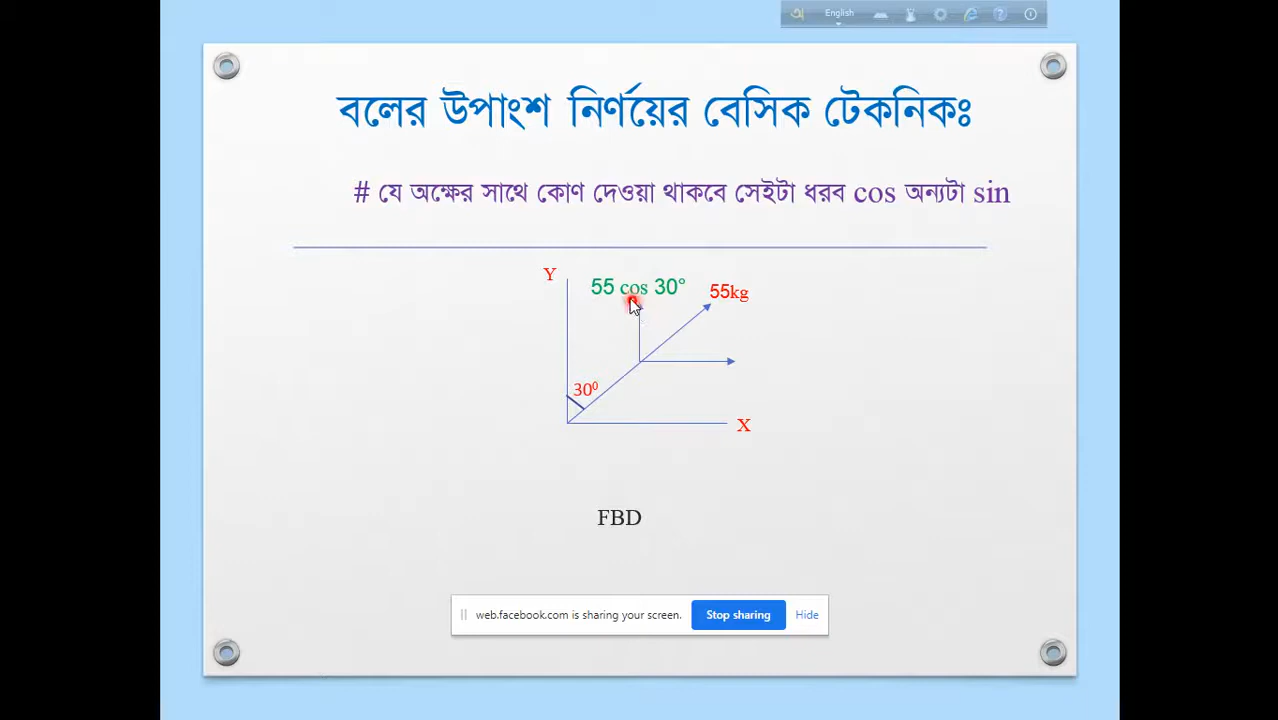 English
বলের উপাংশ নির্ণয়ের বেসিক টেকনিকঃ
# যে অক্ষের সাথে কোণ দেওয়া থাকবে সেইটা ধরব cos অন্যটা sin
Y
55 cos 30°
55kg
30⁰
X
FBD
web.facebook.com is sharing your screen. Stop sharing Hide